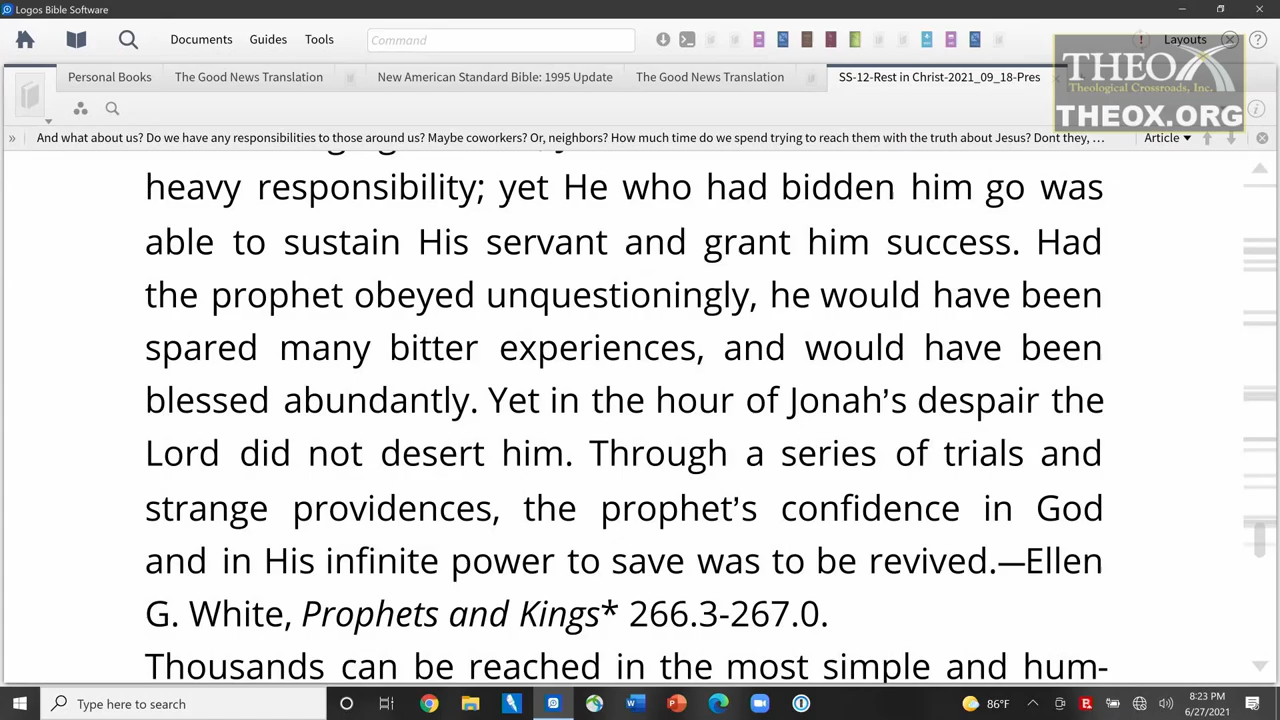 Logos Bible Software
Documents Guides Tools Command Layouts
THEOX
Theological Crossroads, Inc.
THEOX.ORG
Personal Books The Good News Translation New American Standard Bible: 1995 Update The Good News Translation SS-12-Rest in Christ-2021_09_18-Pres
» And what about us? Do we have any responsibilities to those around us? Maybe coworkers? Or, neighbors? How much time do we spend trying to reach them with the truth about Jesus? Dont they, … Article
heavy responsibility; yet He who had bidden him go was
able to sustain His servant and grant him success. Had
the prophet obeyed unquestioningly, he would have been
spared many bitter experiences, and would have been
blessed abundantly. Yet in the hour of Jonah’s despair the
Lord did not desert him. Through a series of trials and
strange providences, the prophet’s confidence in God
and in His infinite power to save was to be revived.—Ellen
G. White, Prophets and Kings* 266.3-267.0.
Thousands can be reached in the most simple and hum-
Type here to search
86°F
8:23 PM
6/27/2021